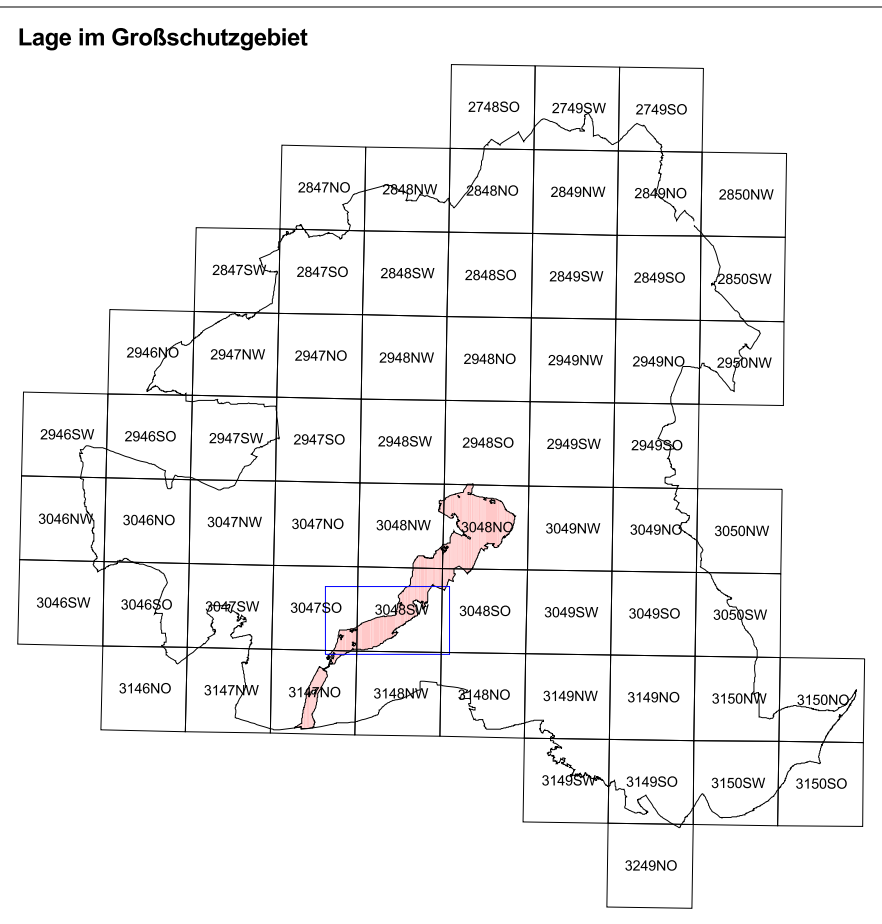 Lage im Großschutzgebiet
2748SO 2749SW 2749SO
2847NO 2848NW 2848NO 2849NW 2849NO 2850NW
2847SW 2847SO 2848SW 2848SO 2849SW 2849SO 2850SW
2946NO 2947NW 2947NO 2948NW 2948NO 2949NW 2949NO 2950NW
2946SW 2946SO 2947SW 2947SO 2948SW 2948SO 2949SW 2949SO
3046NW 3046NO 3047NW 3047NO 3048NW 3048NO 3049NW 3049NO 3050NW
3046SW 3046SO 3047SW 3047SO 3048SW 3048SO 3049SW 3049SO 3050SW
3146NO 3147NW 3147NO 3148NW 3148NO 3149NW 3149NO 3150NW 3150NO
3149SW 3149SO 3150SW 3150SO
3249NO